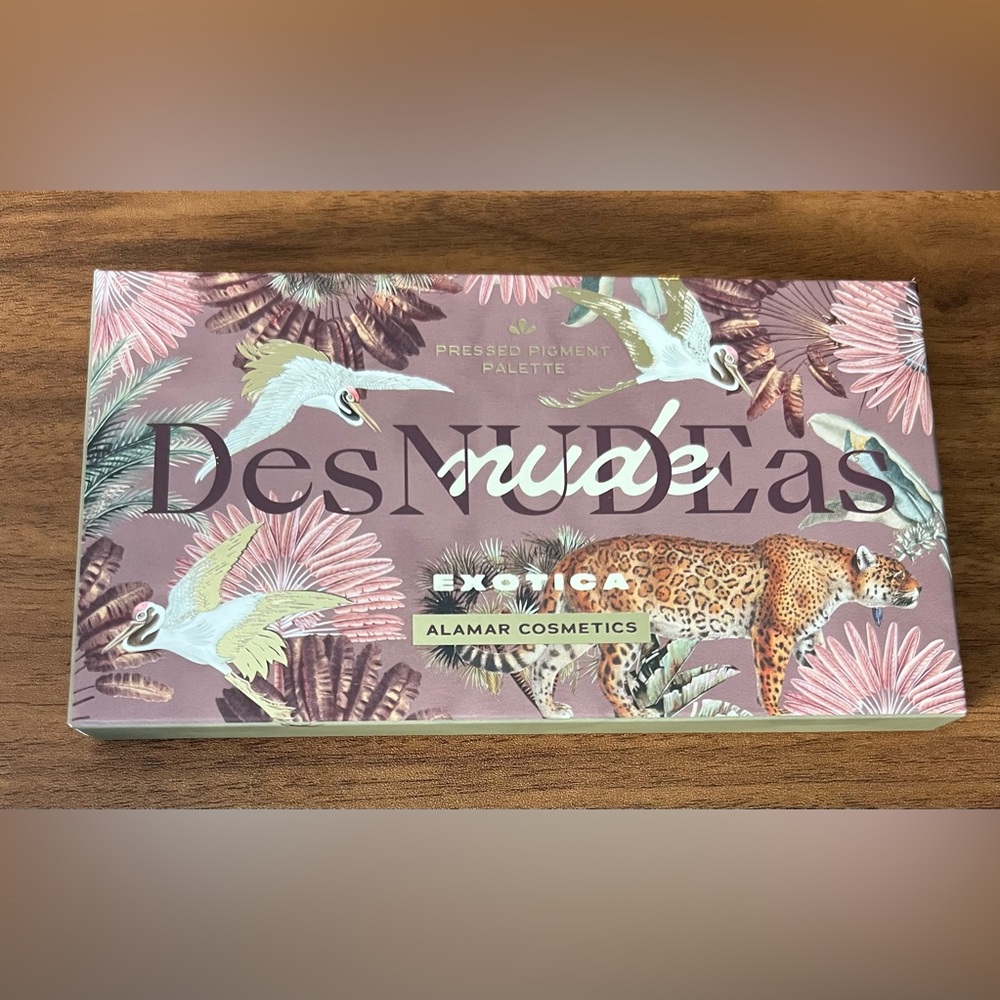 PRESSED PIGMENT
PALETTE
DesNUDEas
nude
EXOTICA
ALAMAR COSMETICS